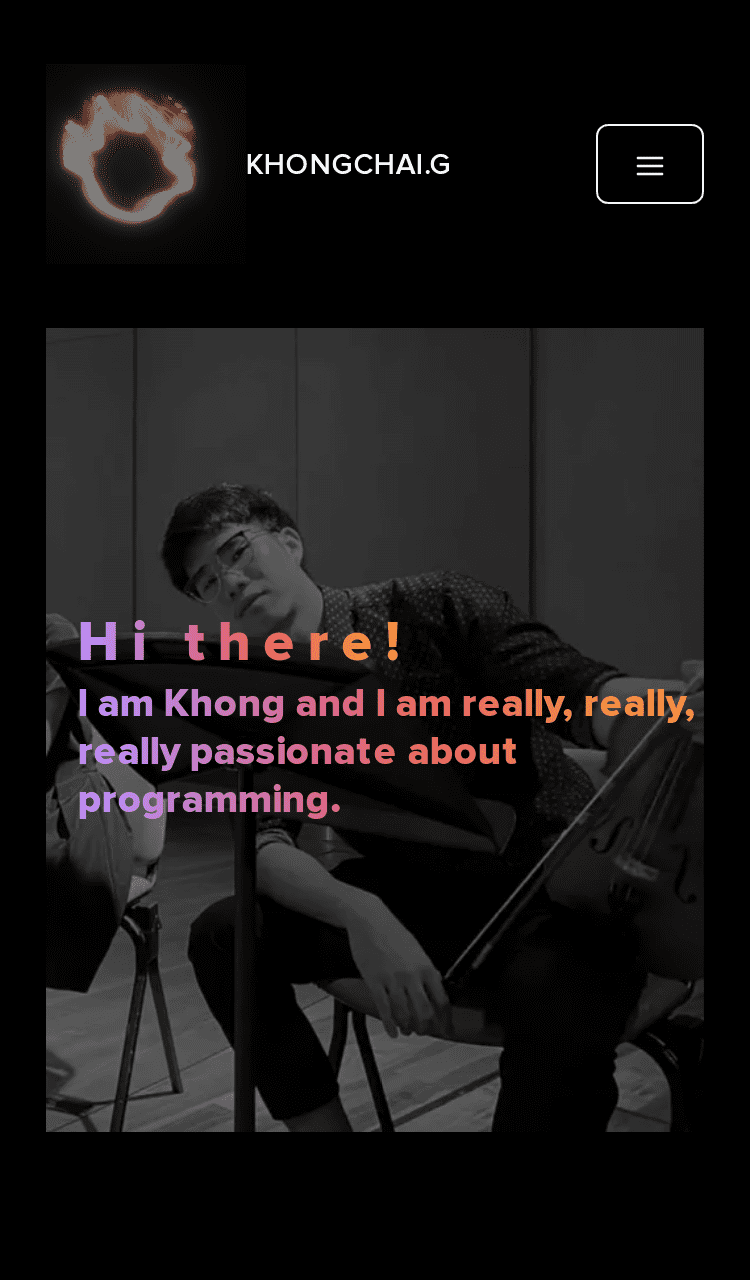 KHONGCHAI.G
Hi there!
I am Khong and I am really, really,
really passionate about
programming.